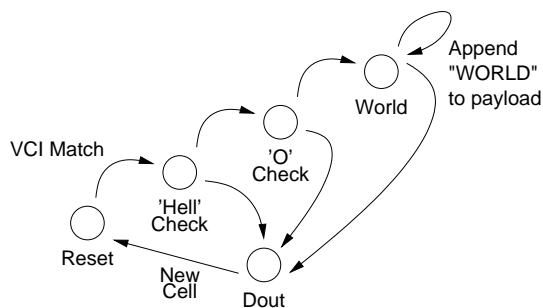 Append
"WORLD"
to payload
World
VCI Match
'O'
Check
'Hell'
Check
Reset
New
Cell
Dout